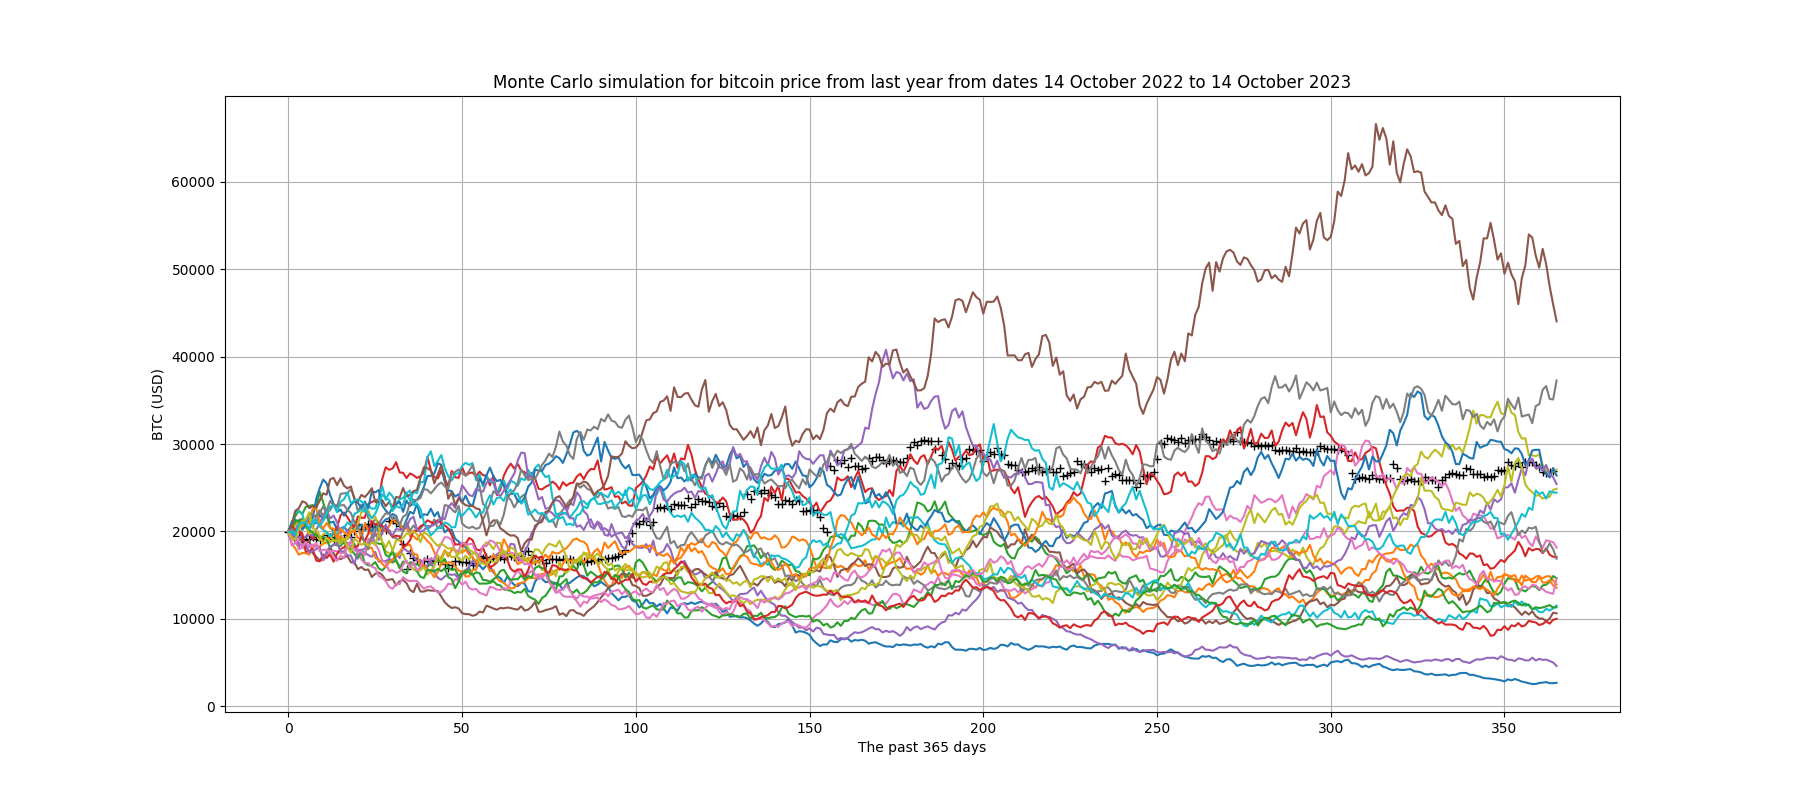 Monte Carlo simulation for bitcoin price from last year from dates 14 October 2022 to 14 October 2023
60000
50000
40000
30000
20000
10000
0
BTC (USD)
0 50 100 150 200 250 300 350
The past 365 days